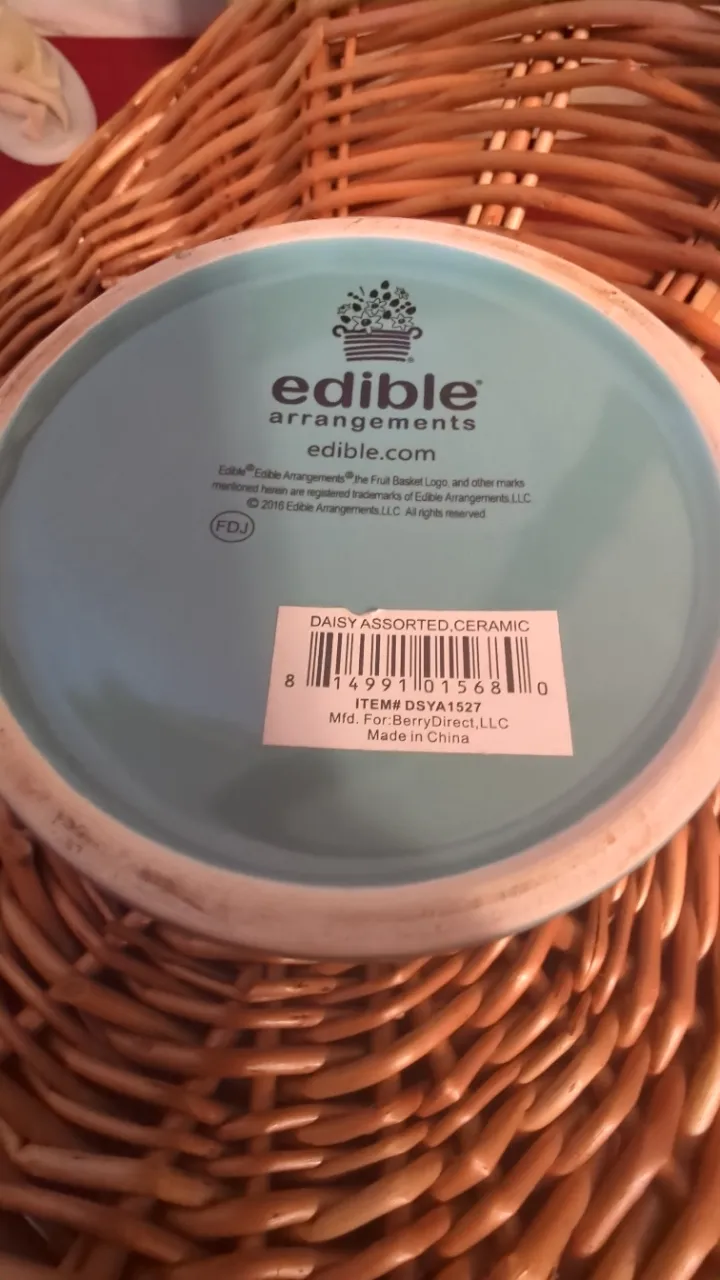 edible®
arrangements
edible.com
Edible® Edible Arrangements®, the Fruit Basket Logo, and other marks
mentioned herein are registered trademarks of Edible Arrangements, LLC
© 2016 Edible Arrangements, LLC All rights reserved
FDJ
DAISY ASSORTED,CERAMIC
8 14991 01568 0
ITEM# DSYA1527
Mfd. For:BerryDirect,LLC
Made in China